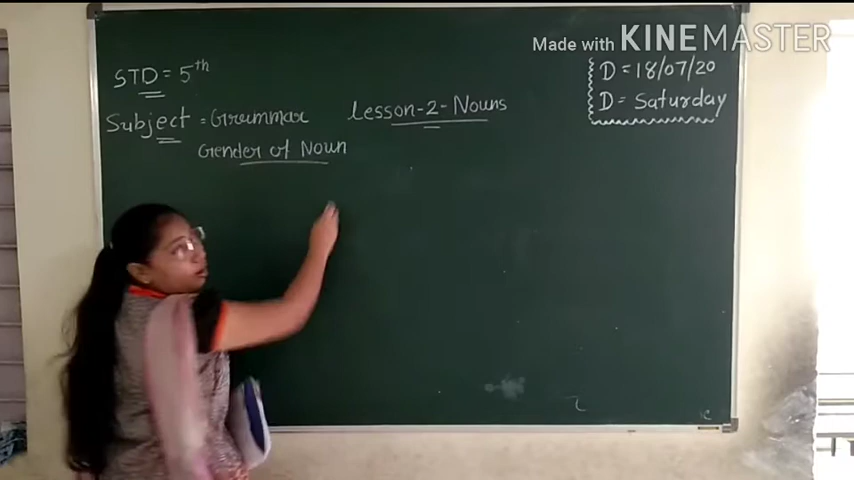 Made with KINEMASTER
STD = 5th
D = 18/07/20
D = Saturday
Subject = Grammar
Lesson-2-Nouns
Gender of Noun